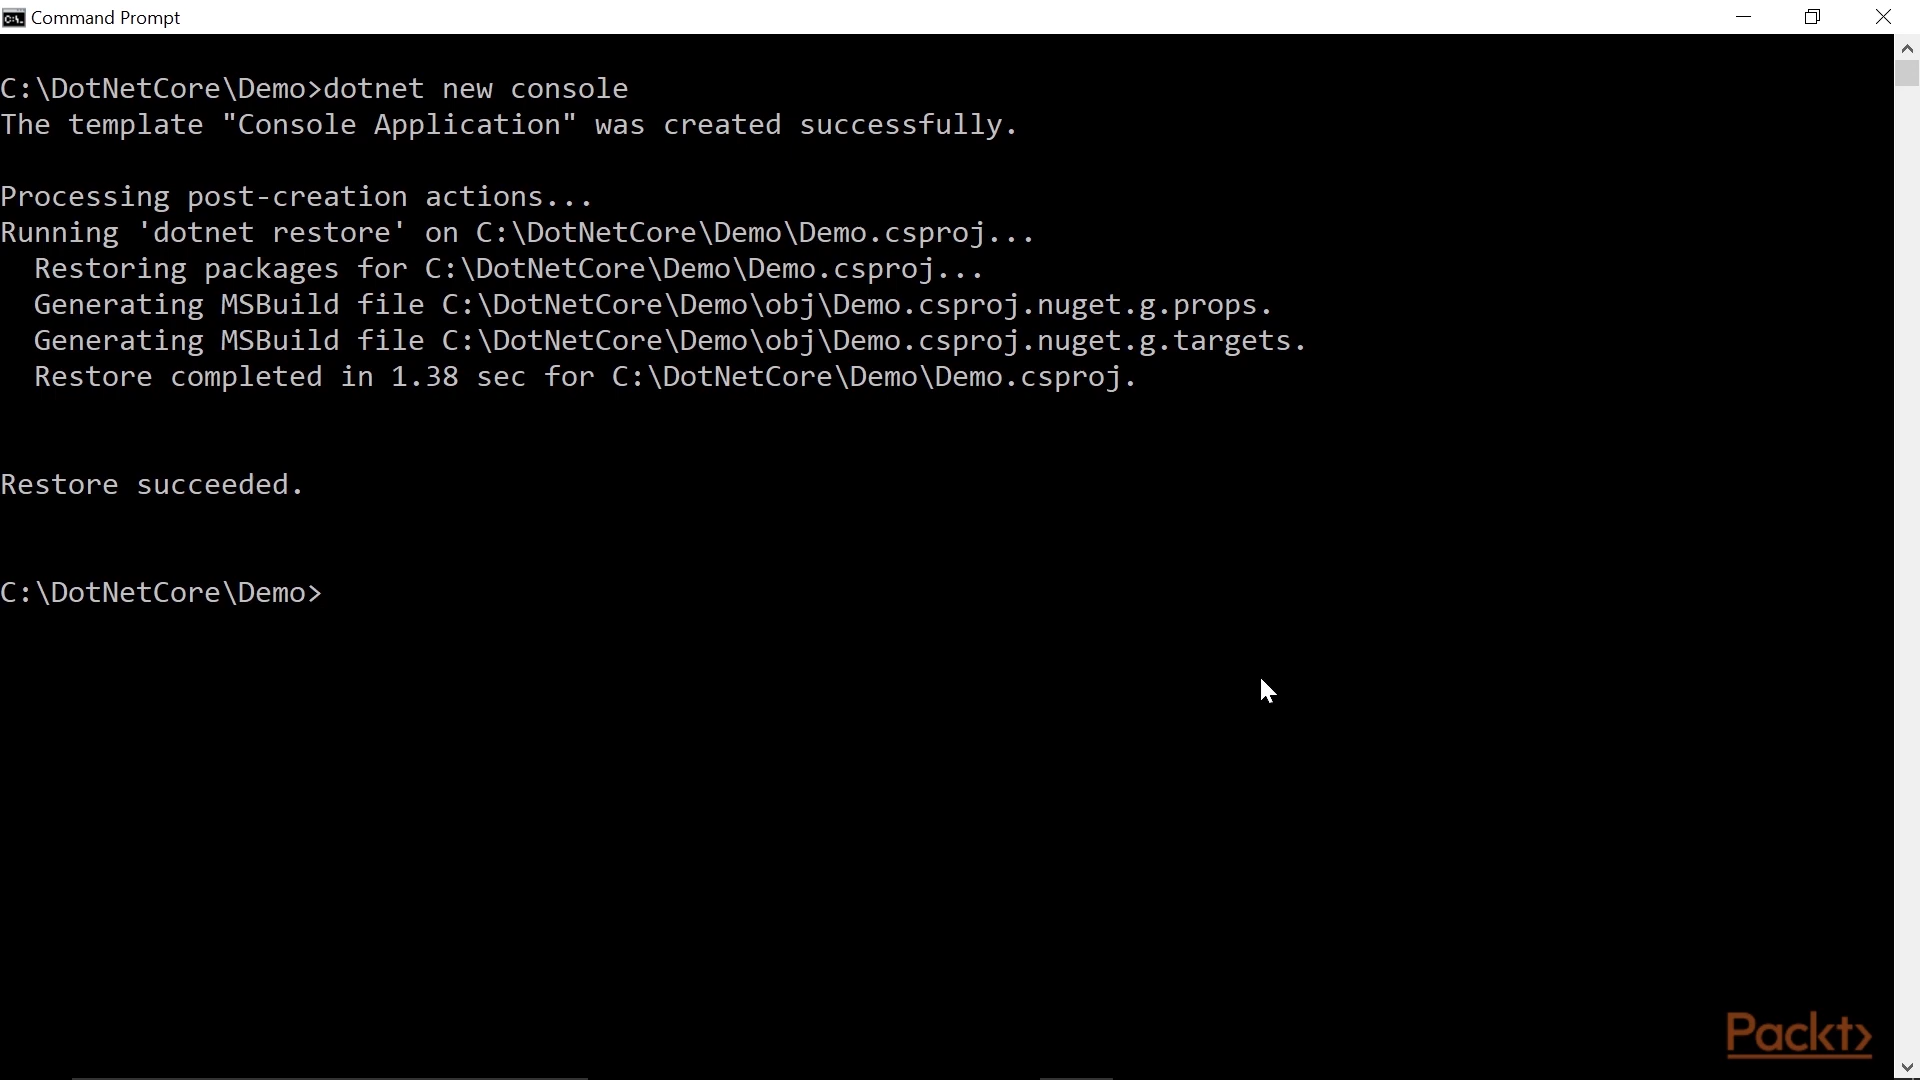 Command Prompt
C:\DotNetCore\Demo>dotnet new console
The template "Console Application" was created successfully.
Processing post-creation actions...
Running 'dotnet restore' on C:\DotNetCore\Demo\Demo.csproj...
  Restoring packages for C:\DotNetCore\Demo\Demo.csproj...
  Generating MSBuild file C:\DotNetCore\Demo\obj\Demo.csproj.nuget.g.props.
  Generating MSBuild file C:\DotNetCore\Demo\obj\Demo.csproj.nuget.g.targets.
  Restore completed in 1.38 sec for C:\DotNetCore\Demo\Demo.csproj.
Restore succeeded.
C:\DotNetCore\Demo>
Packt>